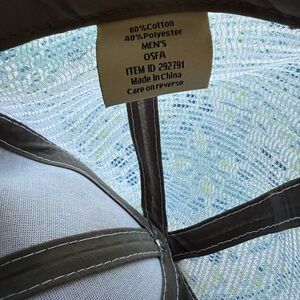 60%Cotton
40%Polyester
MEN'S
OSFA
ITEM ID 292791
Made in China
Care on reverse